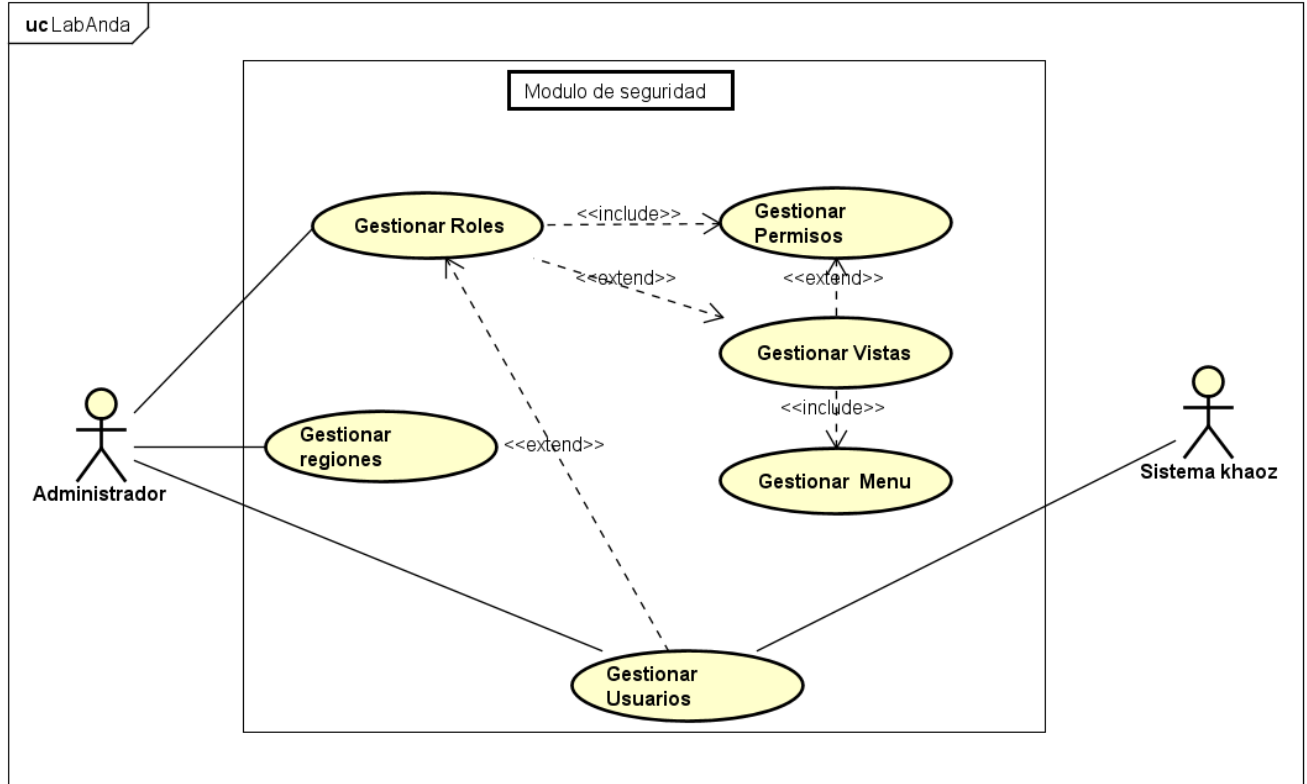 uc LabAnda
Modulo de seguridad
Gestionar Roles
<<include>>
Gestionar
Permisos
<<extend>>
<<extend>>
Gestionar Vistas
<<include>>
Gestionar
regiones
<<extend>>
Gestionar Menu
Administrador
Sistema khaoz
Gestionar
Usuarios